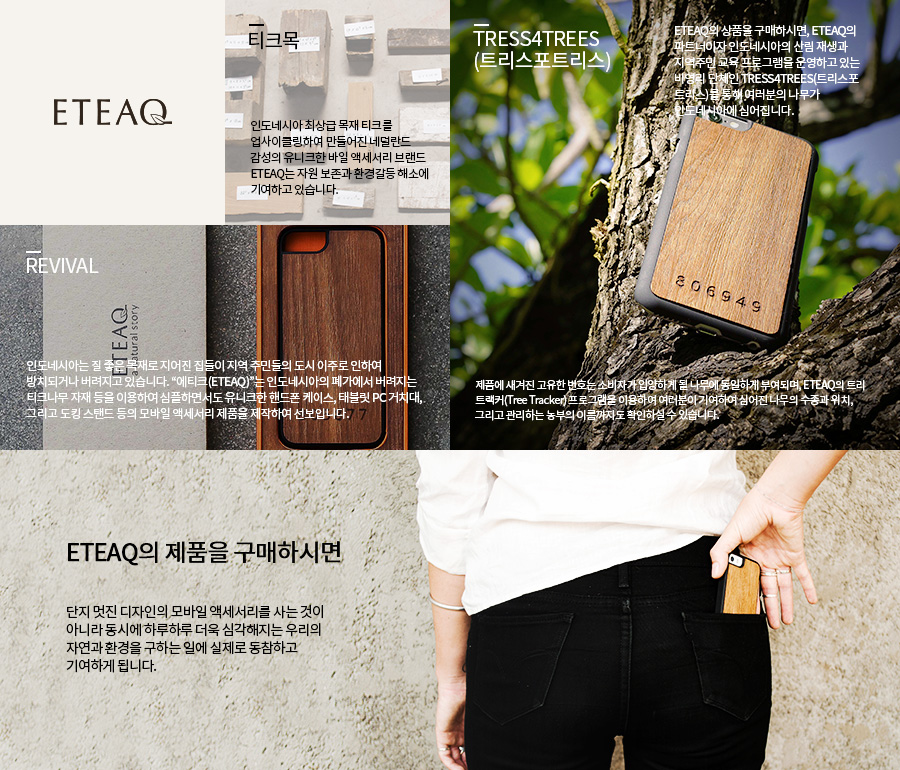 ETEAQ
티크목
인도네시아 최상급 목재 티크를
업사이클링하여 만들어진 네덜란드
감성의 유니크한 바일 액세서리 브랜드
ETEAQ는 자원 보존과 환경갈등 해소에
기여하고 있습니다.
TRESS4TREES
(트리스포트리스)
ETEAQ의 상품을 구매하시면, ETEAQ의
파트너이자 인도네시아의 산림 재생과
지역주민 교육 프로그램을 운영하고 있는
비영리 단체인 TRESS4TREES(트리스포
트리스)를 통해 여러분의 나무가
인도네시아에 심어집니다.
806949
제품에 새겨진 고유한 번호는 소비자가 입양하게 될 나무에 동일하게 부여되며, ETEAQ의 트리
트랙커(Tree Tracker) 프로그램을 이용하여 여러분이 기여하여 심어진 나무의 수종과 위치,
그리고 관리하는 농부의 이름까지도 확인하실 수 있습니다.
REVIVAL
ETEAQ
natural story
인도네시아는 질 좋은 목재로 지어진 집들이 지역 주민들의 도시 이주로 인하여
방치되거나 버려지고 있습니다. “에티크(ETEAQ)”는 인도네시아의 폐가에서 버려지는
티크나무 자재 등을 이용하여 심플하면서도 유니크한 핸드폰 케이스, 태블릿 PC 거치대,
그리고 도킹 스탠드 등의 모바일 액세서리 제품을 제작하여 선보입니다.
ETEAQ의 제품을 구매하시면
단지 멋진 디자인의 모바일 액세서리를 사는 것이
아니라 동시에 하루하루 더욱 심각해지는 우리의
자연과 환경을 구하는 일에 실제로 동참하고
기여하게 됩니다.